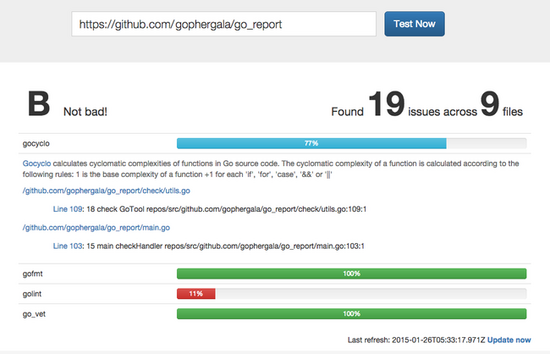 https://github.com/gophergala/go_report
Test Now
B Not bad!
Found 19 issues across 9 files
gocyclo
77%
Gocyclo calculates cyclomatic complexities of functions in Go source code. The cyclomatic complexity of a function is calculated according to the
following rules: 1 is the base complexity of a function +1 for each 'if', 'for', 'case', '&&' or '||'
/github.com/gophergala/go_report/check/utils.go
Line 109: 18 check GoTool repos/src/github.com/gophergala/go_report/check/utils.go:109:1
/github.com/gophergala/go_report/main.go
Line 103: 15 main checkHandler repos/src/github.com/gophergala/go_report/main.go:103:1
gofmt
100%
golint
11%
go_vet
100%
Last refresh: 2015-01-26T05:33:17.971Z Update now